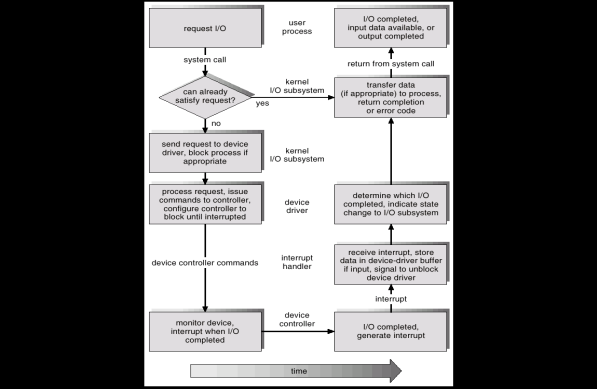 request I/O
user
process
I/O completed,
input data available, or
output completed
system call
return from system call
can already
satisfy request?
kernel
I/O subsystem
yes
transfer data
(if appropriate) to process,
return completion
or error code
no
send request to device
driver, block process if
appropriate
kernel
I/O subsystem
process request, issue
commands to controller,
configure controller to
block until interrupted
device
driver
determine which I/O
completed, indicate state
change to I/O subsystem
device controller commands
interrupt
handler
receive interrupt, store
data in device-driver buffer
if input, signal to unblock
device driver
interrupt
monitor device,
interrupt when I/O
completed
device
controller
I/O completed,
generate interrupt
time